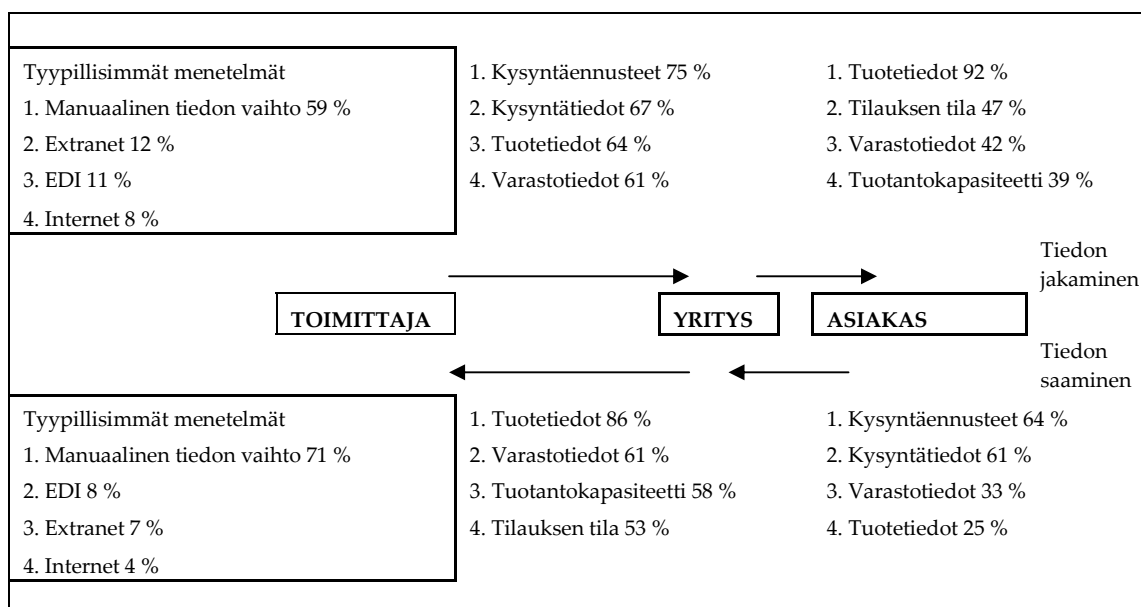 Tyypillisimmät menetelmät
1. Manuaalinen tiedon vaihto 59 %
2. Extranet 12 %
3. EDI 11 %
4. Internet 8 %
1. Kysyntäennusteet 75 %
2. Kysyntätiedot 67 %
3. Tuotetiedot 64 %
4. Varastotiedot 61 %
1. Tuotetiedot 92 %
2. Tilauksen tila 47 %
3. Varastotiedot 42 %
4. Tuotantokapasiteetti 39 %
Tiedon
jakaminen
TOIMITTAJA
YRITYS
ASIAKAS
Tiedon
saaminen
Tyypillisimmät menetelmät
1. Manuaalinen tiedon vaihto 71 %
2. EDI 8 %
3. Extranet 7 %
4. Internet 4 %
1. Tuotetiedot 86 %
2. Varastotiedot 61 %
3. Tuotantokapasiteetti 58 %
4. Tilauksen tila 53 %
1. Kysyntäennusteet 64 %
2. Kysyntätiedot 61 %
3. Varastotiedot 33 %
4. Tuotetiedot 25 %